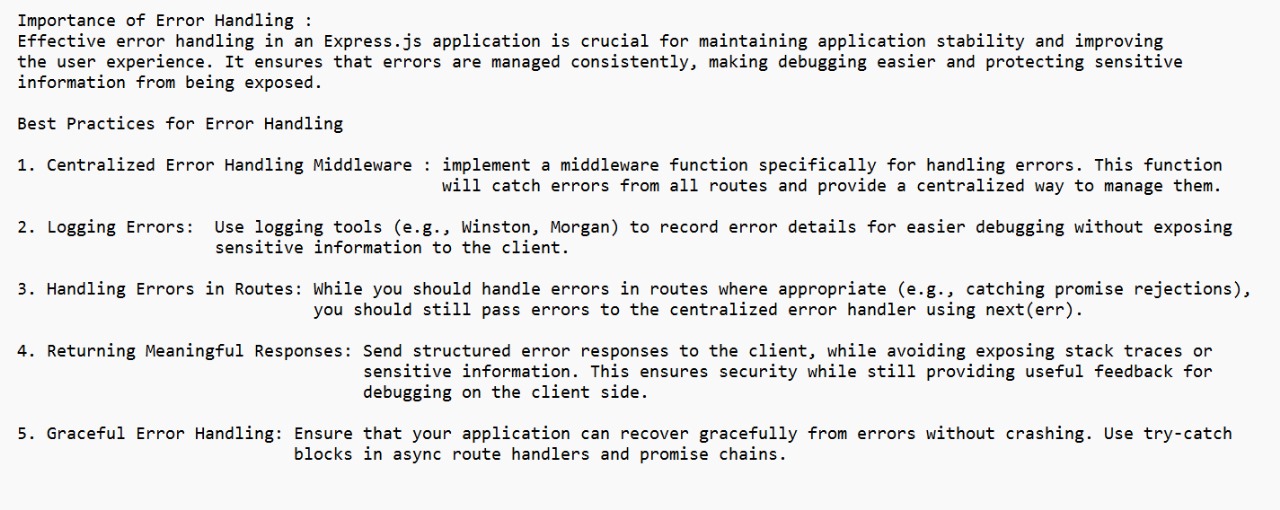 Importance of Error Handling :
Effective error handling in an Express.js application is crucial for maintaining application stability and improving
the user experience. It ensures that errors are managed consistently, making debugging easier and protecting sensitive
information from being exposed.
Best Practices for Error Handling
1. Centralized Error Handling Middleware : implement a middleware function specifically for handling errors. This function
will catch errors from all routes and provide a centralized way to manage them.
2. Logging Errors:  Use logging tools (e.g., Winston, Morgan) to record error details for easier debugging without exposing
sensitive information to the client.
3. Handling Errors in Routes: While you should handle errors in routes where appropriate (e.g., catching promise rejections),
you should still pass errors to the centralized error handler using next(err).
4. Returning Meaningful Responses: Send structured error responses to the client, while avoiding exposing stack traces or
sensitive information. This ensures security while still providing useful feedback for
debugging on the client side.
5. Graceful Error Handling: Ensure that your application can recover gracefully from errors without crashing. Use try-catch
blocks in async route handlers and promise chains.